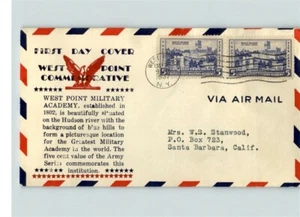 FIRST DAY COVER
WEST POINT
COMMEMORATIVE
WEST POINT MILITARY
ACADEMY, established in
1802, is beautifully situated
on the Hudson river with the
background of blue hills to
form a picturesque location
for the Greatest Military
Academy in the world. The
five cent value of the Army
Series commemorates this
institution.
N.Y.
VIA AIR MAIL
Mrs. W.S. Stanwood,
P.O. Box 723,
Santa Barbara, Calif.